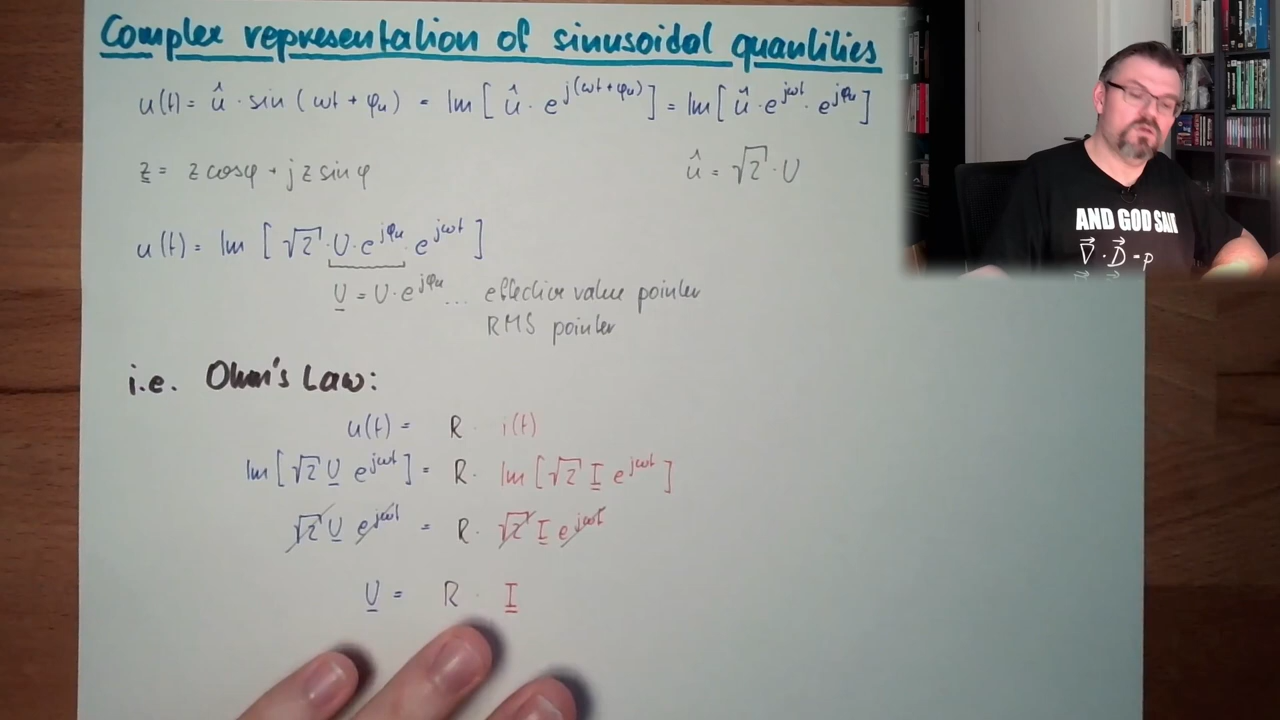 Complex representation of sinusoidal quantities
u(t) = û · sin (ωt + φᵤ) = Im [ û · e^j(ωt+φᵤ) ] = Im [ û · e^jωt · e^jφᵤ ]
z̲ = z cosφ + j z sinφ
û = √2 · U
u(t) = Im [ √2 · U · e^jφᵤ · e^jωt ]
U̲ = U · e^jφᵤ ... effective value pointer
RMS pointer
i.e. Ohm's Law:
u(t) = R · i(t)
Im [ √2 U̲ e^jωt ] = R · Im [ √2 I̲ e^jωt ]
√2 U̲ e^jωt = R · √2 I̲ e^jωt
U̲ = R · I̲
AND GOD SAID
∇⃗ · D⃗ = ρ